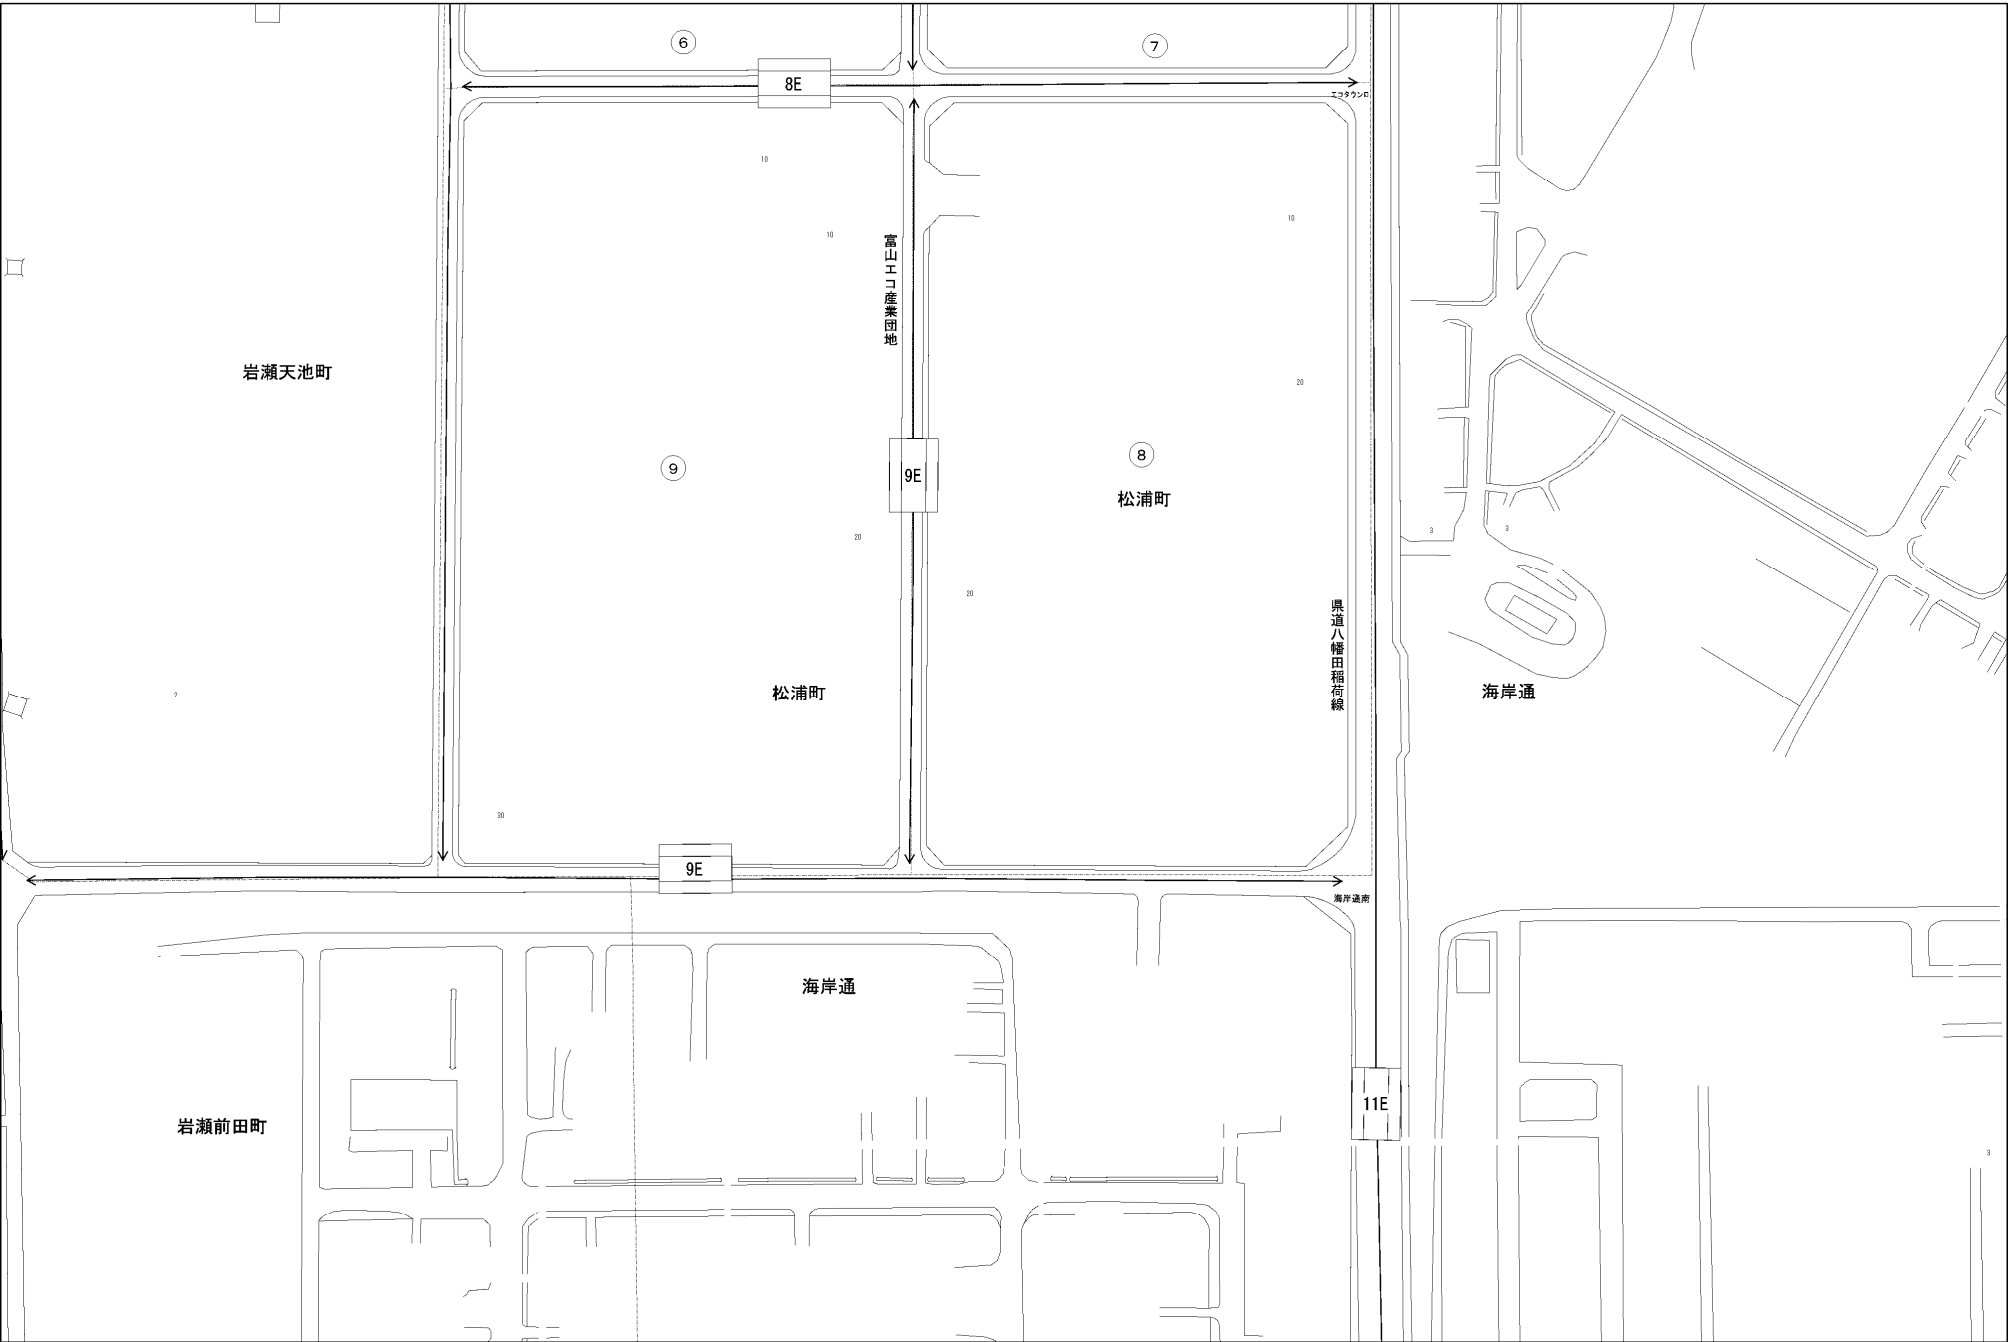 ⑥
⑦
8E
エコタウン口
10
10
10
富山エコ産業団地
岩瀬天池町
20
⑨
9E
⑧
松浦町
20
3
3
20
県道八幡田稲荷線
松浦町
海岸通
?
30
9E
海岸通南
海岸通
11E
岩瀬前田町
3